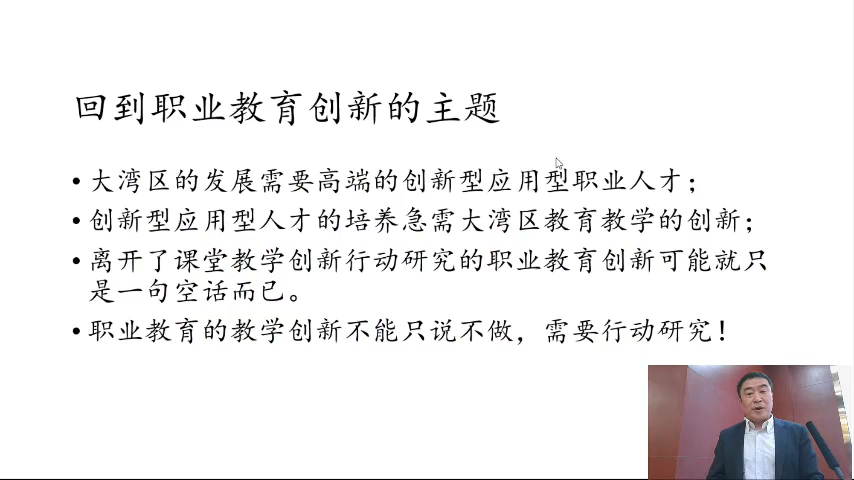 回到职业教育创新的主题
• 大湾区的发展需要高端的创新型应用型职业人才；
• 创新型应用型人才的培养急需大湾区教育教学的创新；
• 离开了课堂教学创新行动研究的职业教育创新可能就只
是一句空话而已。
• 职业教育的教学创新不能只说不做，需要行动研究！